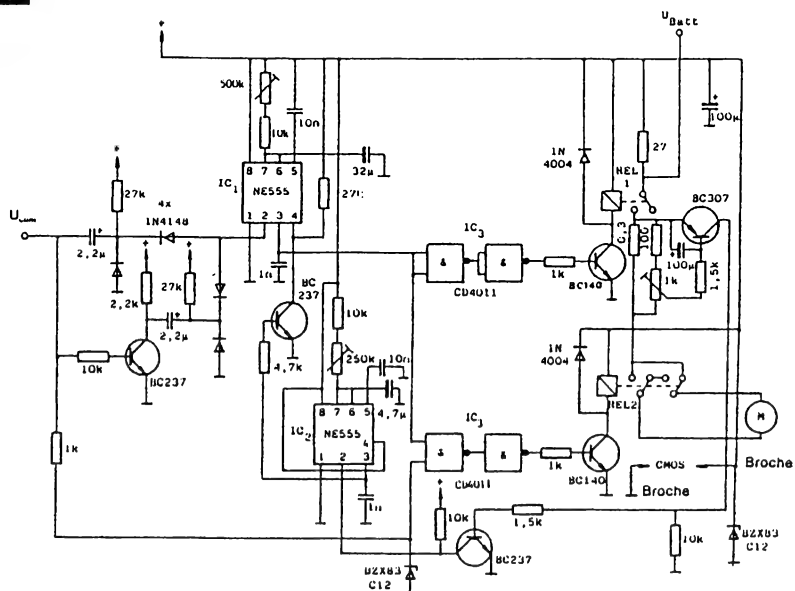 +
U Batt
500k
10k
10n
32µ
27
100µ
+
1N
4004
REL
1
BC307
8 7 6 5
IC1
NE555
1 2 3 4
27k
4x
1N4148
+
2,2µ
2,2k
27k
2,2µ
1n
BC
237
IC3
CD4011
1k
BC140
100µ
1k
1,5k
10k
BC237
4,7k
10k
250k
10n
4,7µ
1N
4004
REL2
M
8 7 6 5
IC2
NE555
4
1 2 3
1k
&
&
&
&
CD4011
1k
BC140
CMOS
Broche
Broche
1n
10k
1,5k
BC237
10k
BZX83
C12
BZX83
C12